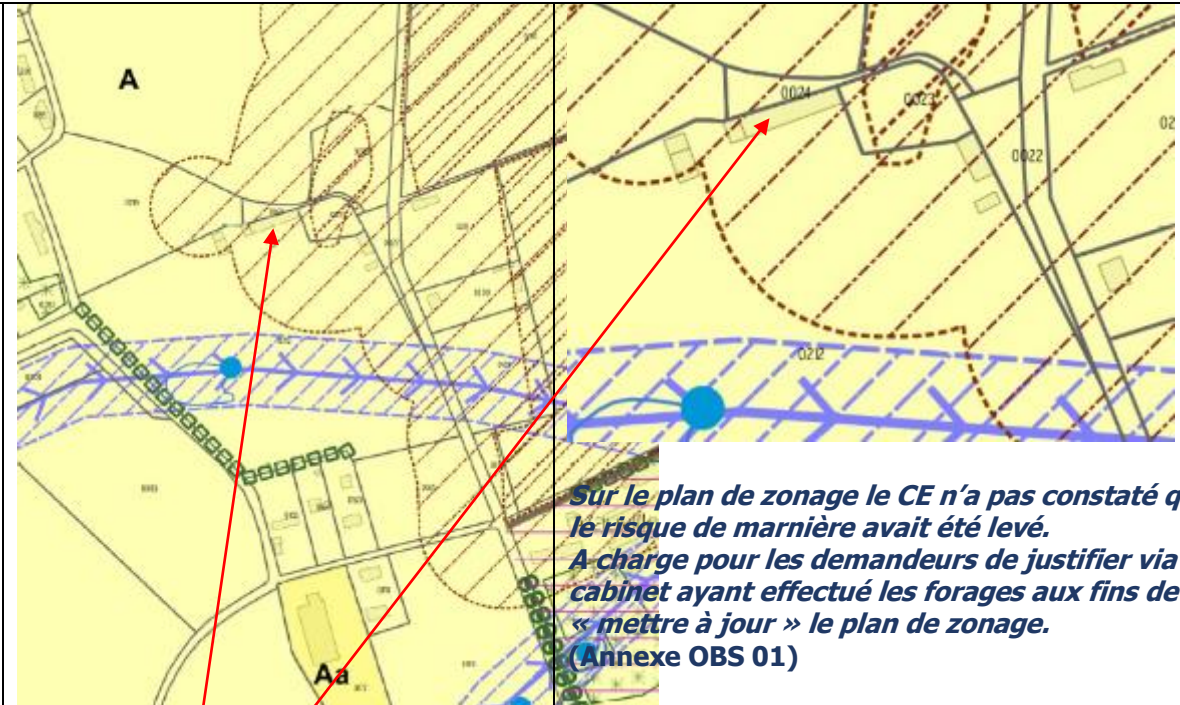 A
0024
0023
0022
02
0212
Aa
Sur le plan de zonage le CE n’a pas constaté q
le risque de marnière avait été levé.
A charge pour les demandeurs de justifier via
cabinet ayant effectué les forages aux fins de
« mettre à jour » le plan de zonage.
(Annexe OBS 01)